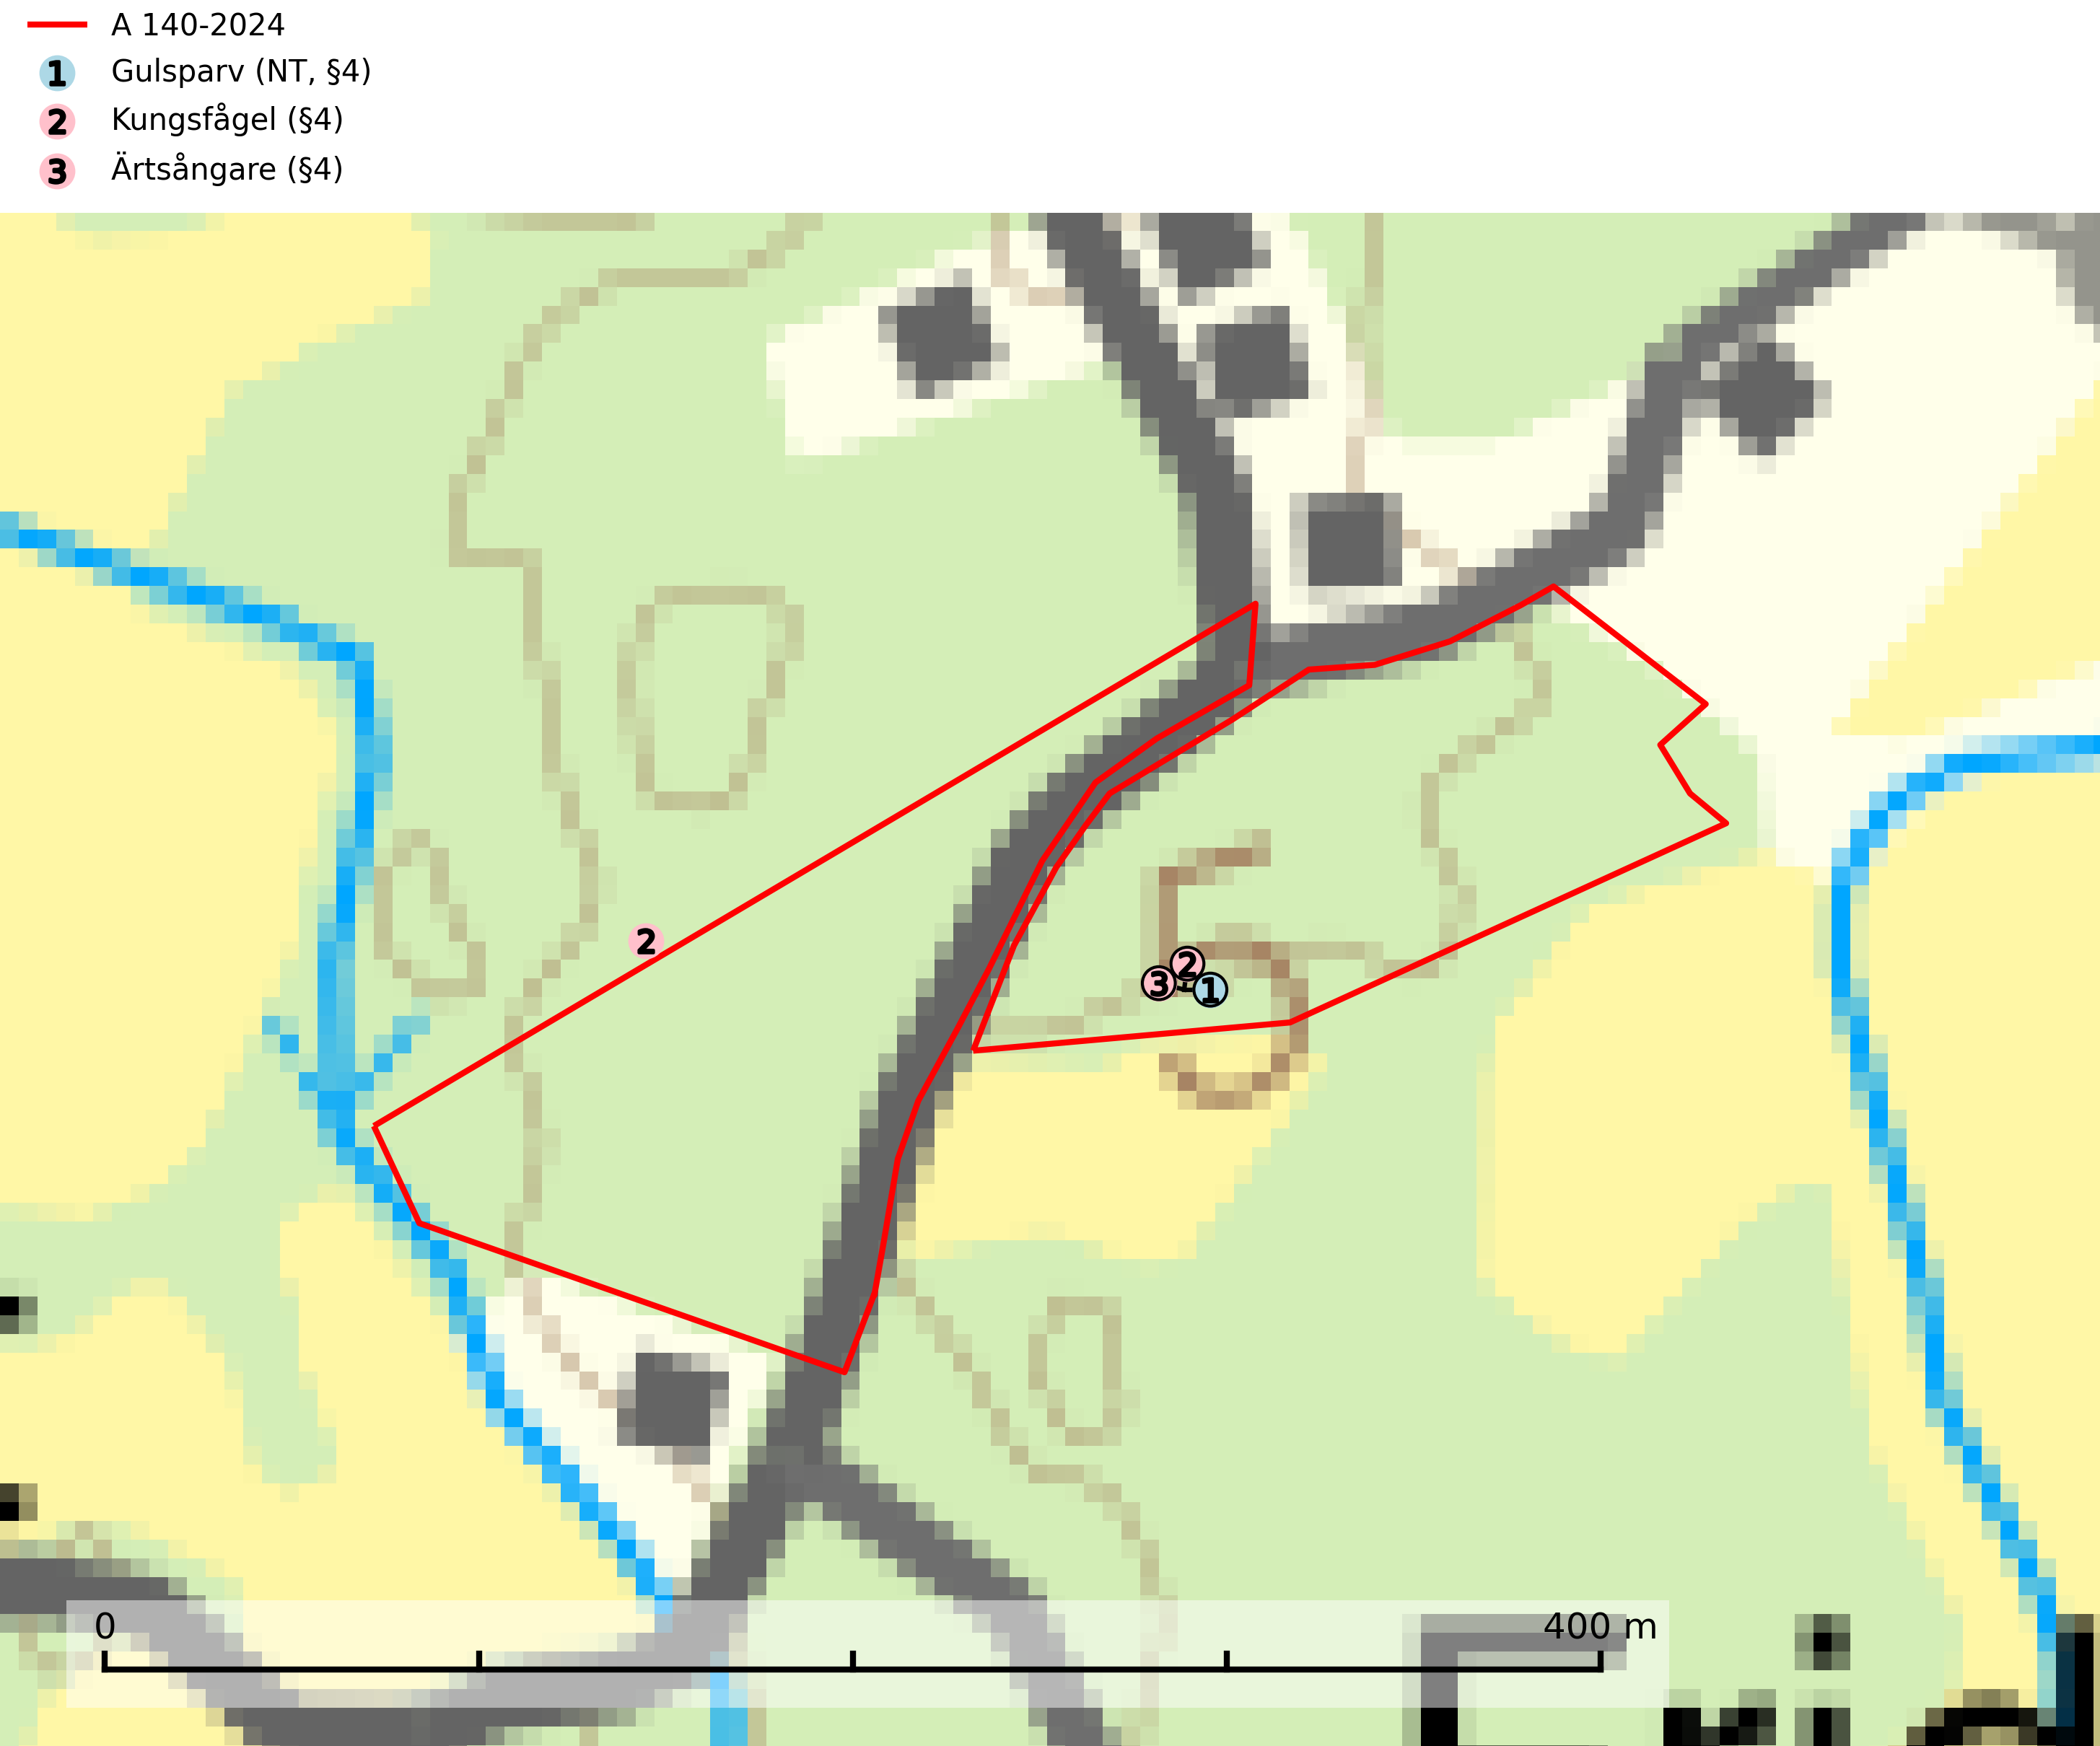 A 140-2024
1 Gulsparv (NT, §4)
2 Kungsfågel (§4)
3 Ärtsångare (§4)
2
2
3
1
0
400 m